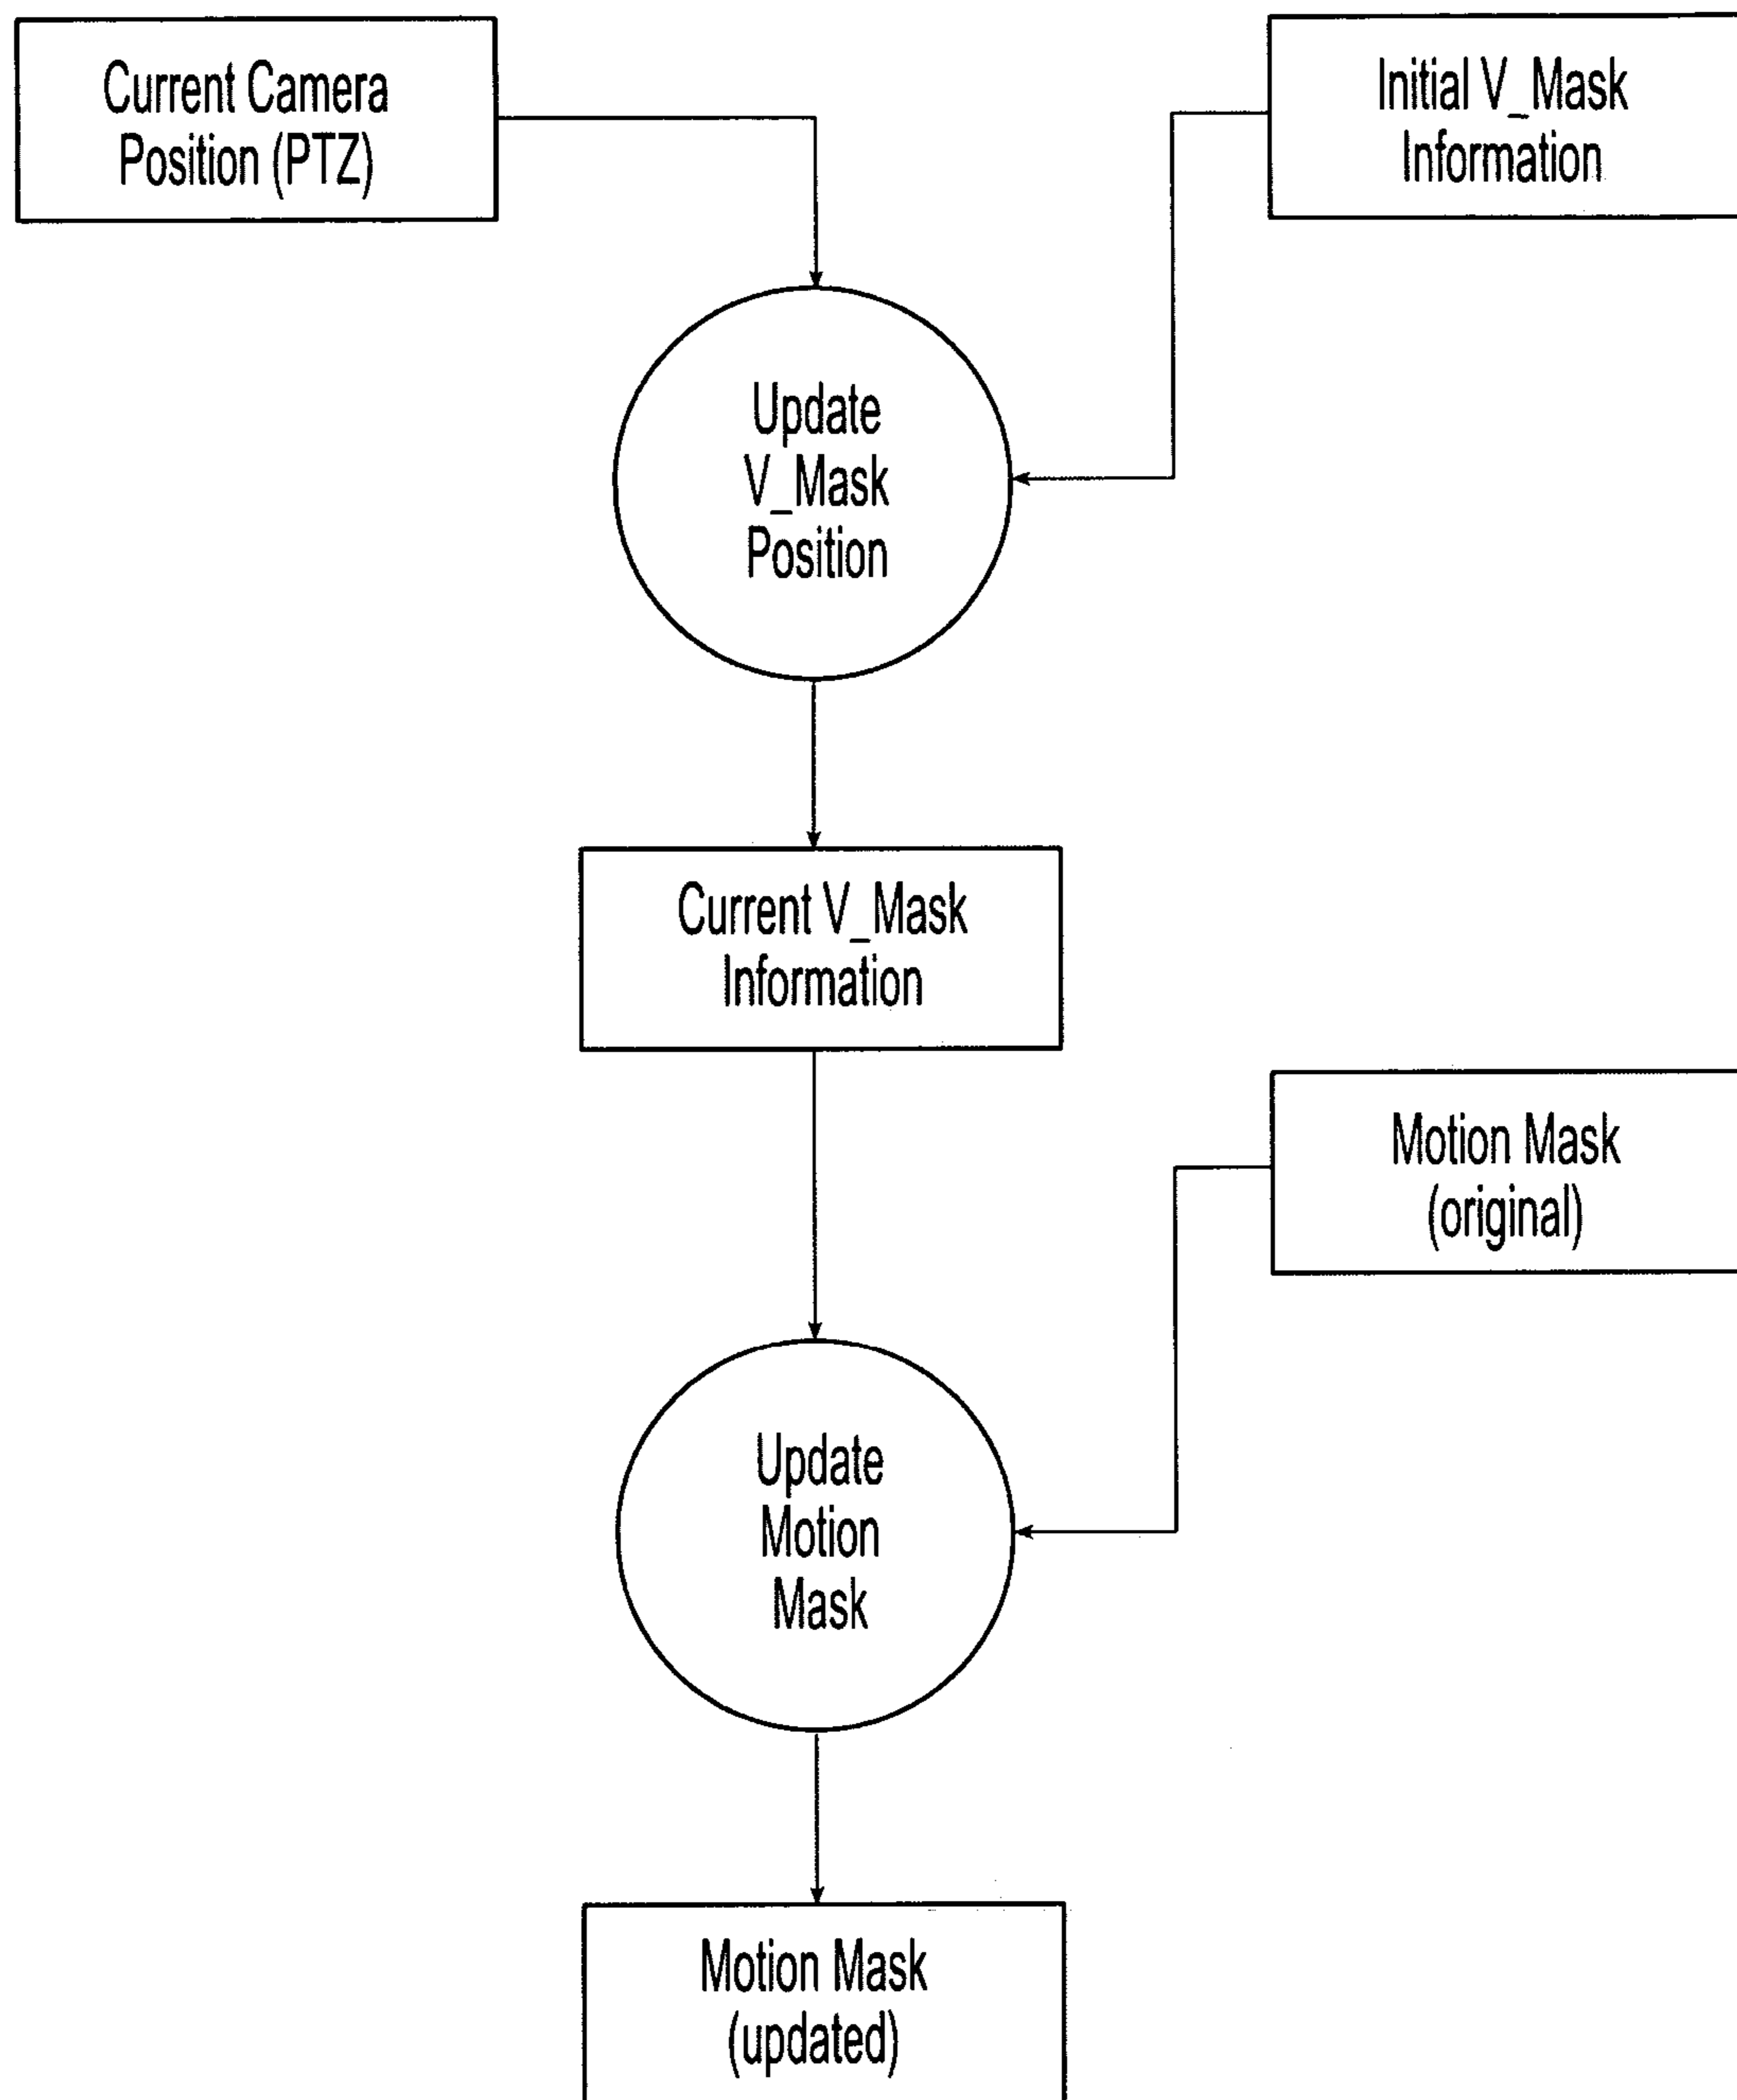 Current Camera
Position (PTZ)
Initial V_Mask
Information
Update
V_Mask
Position
Current V_Mask
Information
Motion Mask
(original)
Update
Motion
Mask
Motion Mask
(updated)